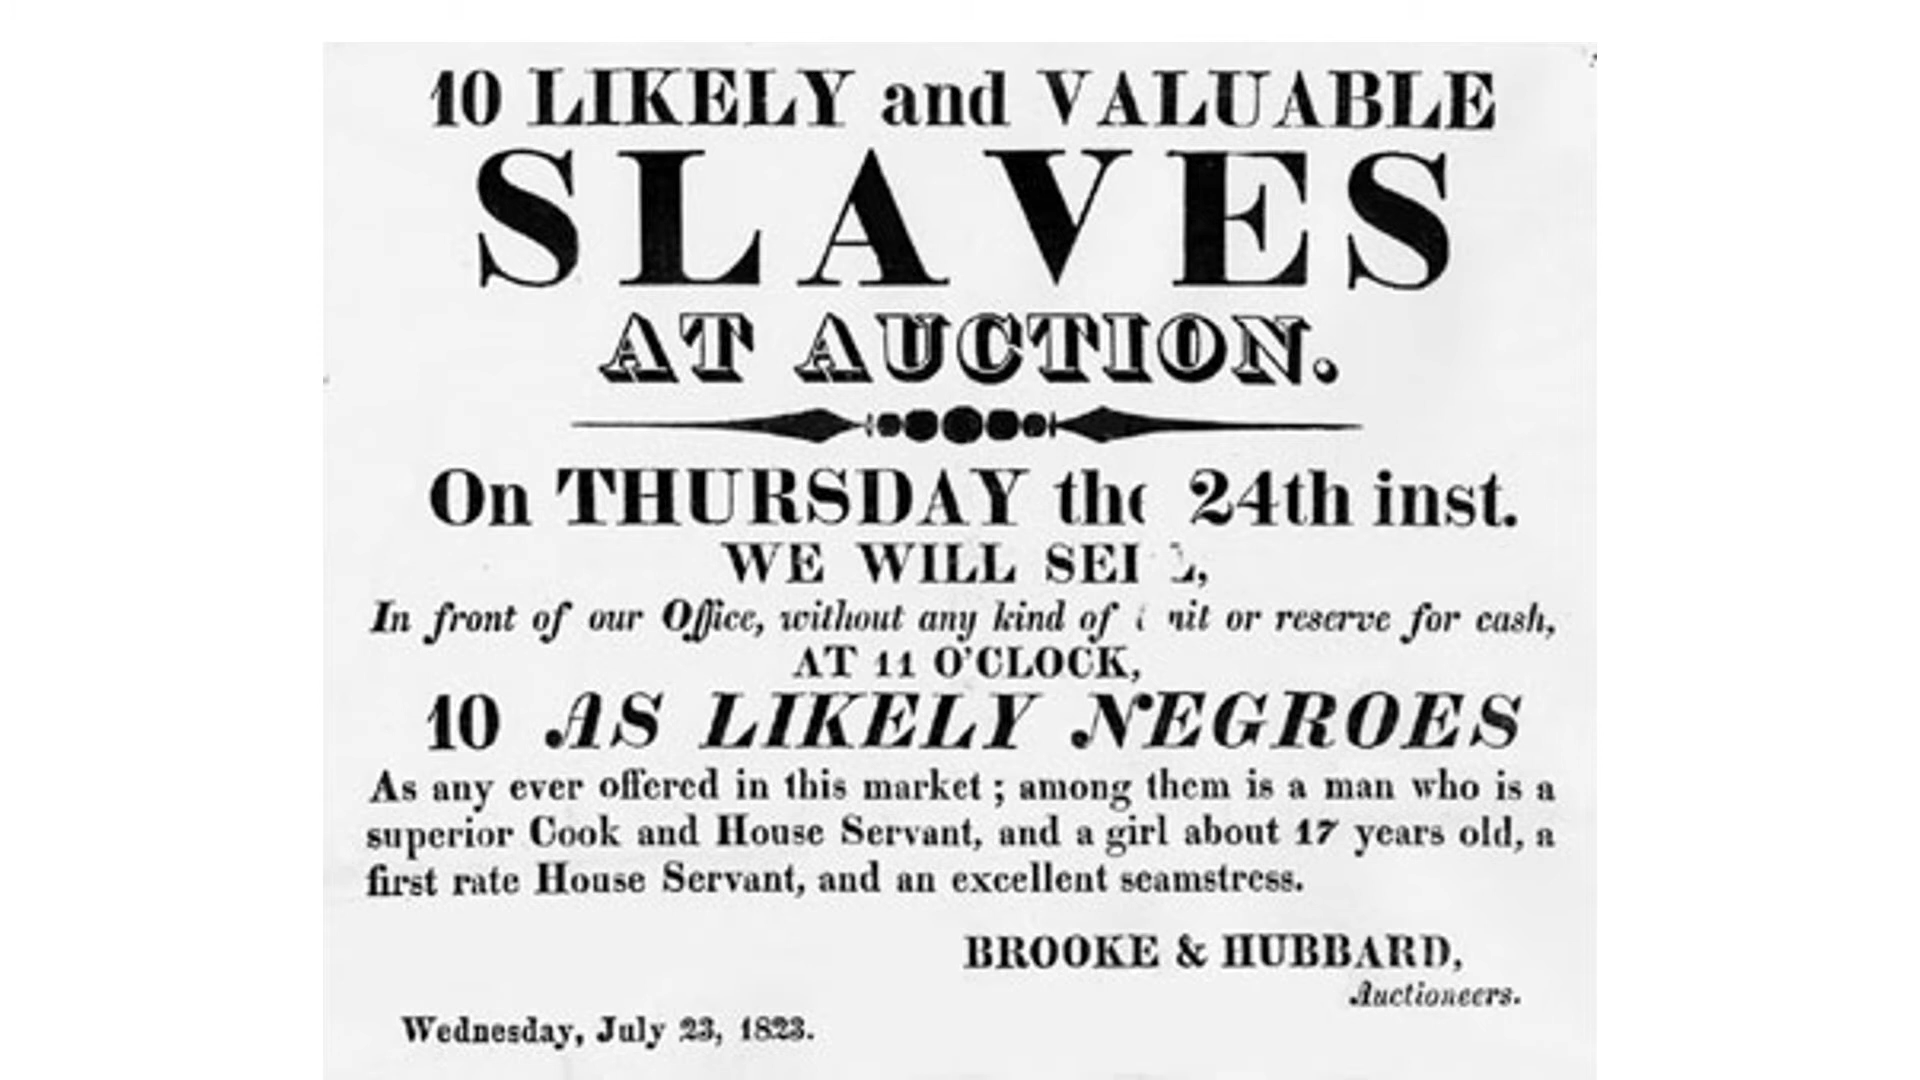 10 LIKELY and VALUABLE
SLAVES
AT AUCTION.
On THURSDAY the 24th inst.
WE WILL SELL,
In front of our Office, without any kind of or reserve for cash,
AT 11 O'CLOCK,
10 AS LIKELY NEGROES
As any ever offered in this market; among them is a man who is a
superior Cook and House Servant, and a girl about 17 years old, a
first rate House Servant, and an excellent seamstress.
BROOKE & HUBBARD,
Auctioneers.
Wednesday, July 23, 1823.